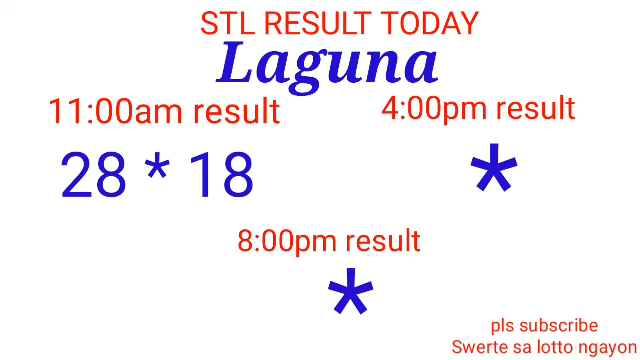 STL RESULT TODAY
Laguna
11:00am result
28 * 18
4:00pm result
*
8:00pm result
*
pls subscribe
Swerte sa lotto ngayon